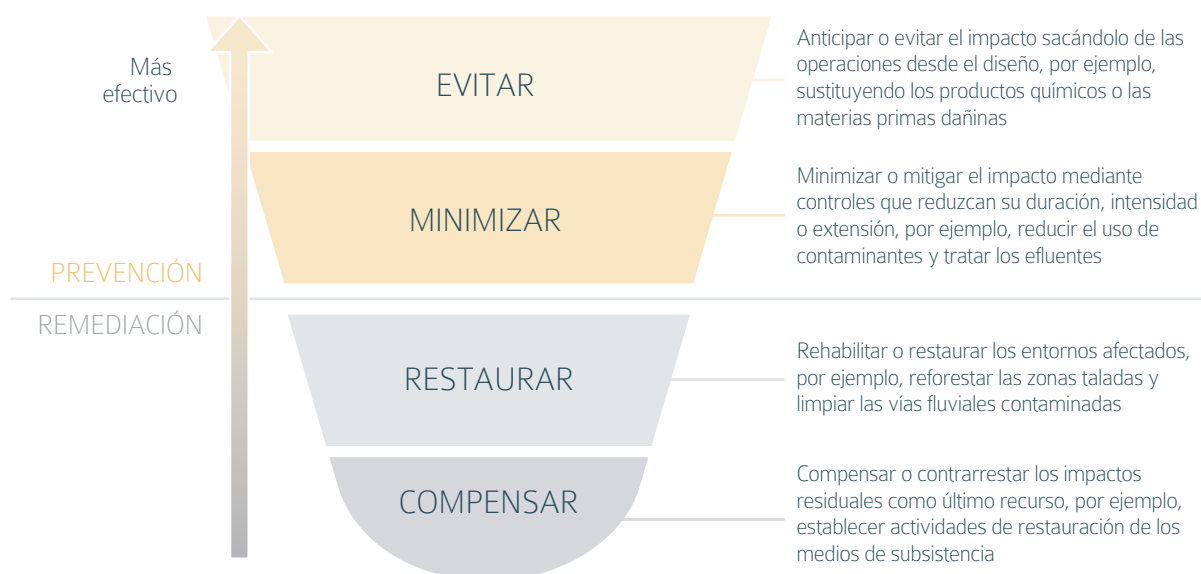 Más
efectivo
EVITAR
Anticipar o evitar el impacto sacándolo de las
operaciones desde el diseño, por ejemplo,
sustituyendo los productos químicos o las
materias primas dañinas
MINIMIZAR
Minimizar o mitigar el impacto mediante
controles que reduzcan su duración, intensidad
o extensión, por ejemplo, reducir el uso de
contaminantes y tratar los efluentes
PREVENCIÓN
REMEDIACIÓN
RESTAURAR
Rehabilitar o restaurar los entornos afectados,
por ejemplo, reforestar las zonas taladas y
limpiar las vías fluviales contaminadas
COMPENSAR
Compensar o contrarrestar los impactos
residuales como último recurso, por ejemplo,
establecer actividades de restauración de los
medios de subsistencia